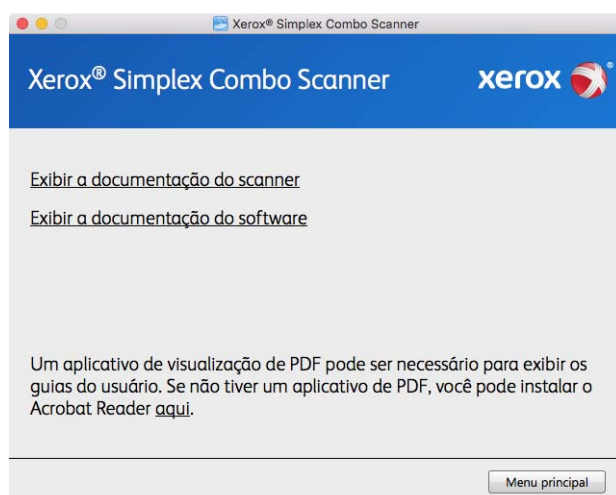 Xerox® Simplex Combo Scanner
Xerox® Simplex Combo Scanner
xerox ®
Exibir a documentação do scanner
Exibir a documentação do software
Um aplicativo de visualização de PDF pode ser necessário para exibir os
guias do usuário. Se não tiver um aplicativo de PDF, você pode instalar o
Acrobat Reader aqui.
Menu principal